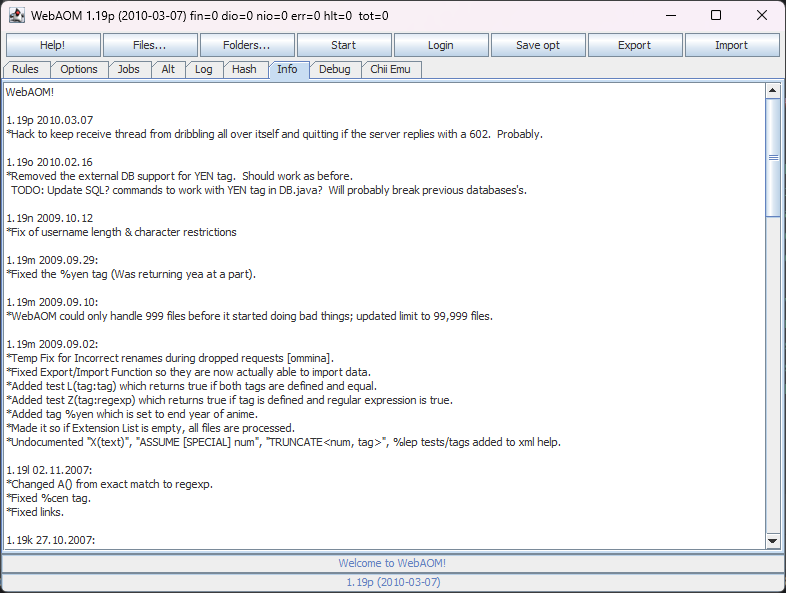 WebAOM 1.19p (2010-03-07) fin=0 dio=0 nio=0 err=0 hlt=0 tot=0
Help! Files... Folders... Start Login Save opt Export Import
Rules Options Jobs Alt Log Hash Info Debug Chii Emu
WebAOM!
1.19p 2010.03.07
*Hack to keep receive thread from dribbling all over itself and quitting if the server replies with a 602.  Probably.
1.19o 2010.02.16
*Removed the external DB support for YEN tag.  Should work as before.
TODO: Update SQL? commands to work with YEN tag in DB.java?  Will probably break previous databases's.
1.19n 2009.10.12
*Fix of username length & character restrictions
1.19m 2009.09.29:
*Fixed the %yen tag (Was returning yea at a part).
1.19m 2009.09.10:
*WebAOM could only handle 999 files before it started doing bad things; updated limit to 99,999 files.
1.19m 2009.09.02:
*Temp Fix for Incorrect renames during dropped requests [ommina].
*Fixed Export/Import Function so they are now actually able to import data.
*Added test L(tag:tag) which returns true if both tags are defined and equal.
*Added test Z(tag:regexp) which returns true if tag is defined and regular expression is true.
*Added tag %yen which is set to end year of anime.
*Made it so if Extension List is empty, all files are processed.
*Undocumented "X(text)", "ASSUME [SPECIAL] num", "TRUNCATE<num, tag>", %lep tests/tags added to xml help.
1.19l 02.11.2007:
*Changed A() from exact match to regexp.
*Fixed %cen tag.
*Fixed links.
1.19k 27.10.2007:
Welcome to WebAOM!
1.19p (2010-03-07)